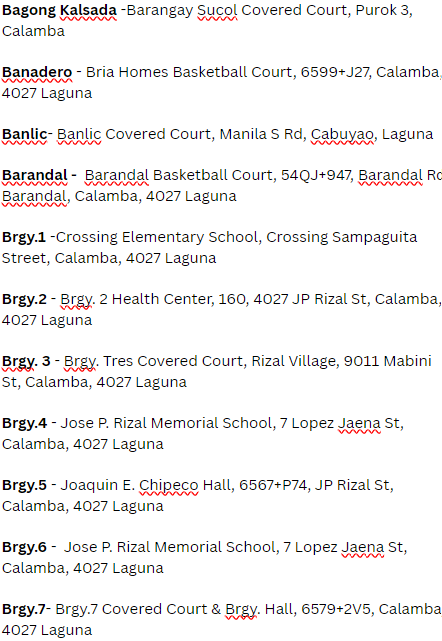 Bagong Kalsada -Barangay Sucol Covered Court, Purok 3,
Calamba
Banadero - Bria Homes Basketball Court, 6599+J27, Calamba,
4027 Laguna
Banlic- Banlic Covered Court, Manila S Rd, Cabuyao, Laguna
Barandal - Barandal Basketball Court, 54QJ+947, Barandal Rd
Barandal, Calamba, 4027 Laguna
Brgy.1 -Crossing Elementary School, Crossing Sampaguita
Street, Calamba, 4027 Laguna
Brgy.2 - Brgy. 2 Health Center, 160, 4027 JP Rizal St, Calamba,
4027 Laguna
Brgy. 3 - Brgy. Tres Covered Court, Rizal Village, 9011 Mabini
St, Calamba, 4027 Laguna
Brgy.4 - Jose P. Rizal Memorial School, 7 Lopez Jaena St,
Calamba, 4027 Laguna
Brgy.5 - Joaquin E. Chipeco Hall, 6567+P74, JP Rizal St,
Calamba, 4027 Laguna
Brgy.6 - Jose P. Rizal Memorial School, 7 Lopez Jaena St,
Calamba, 4027 Laguna
Brgy.7- Brgy.7 Covered Court & Brgy. Hall, 6579+2V5, Calamba
4027 Laguna